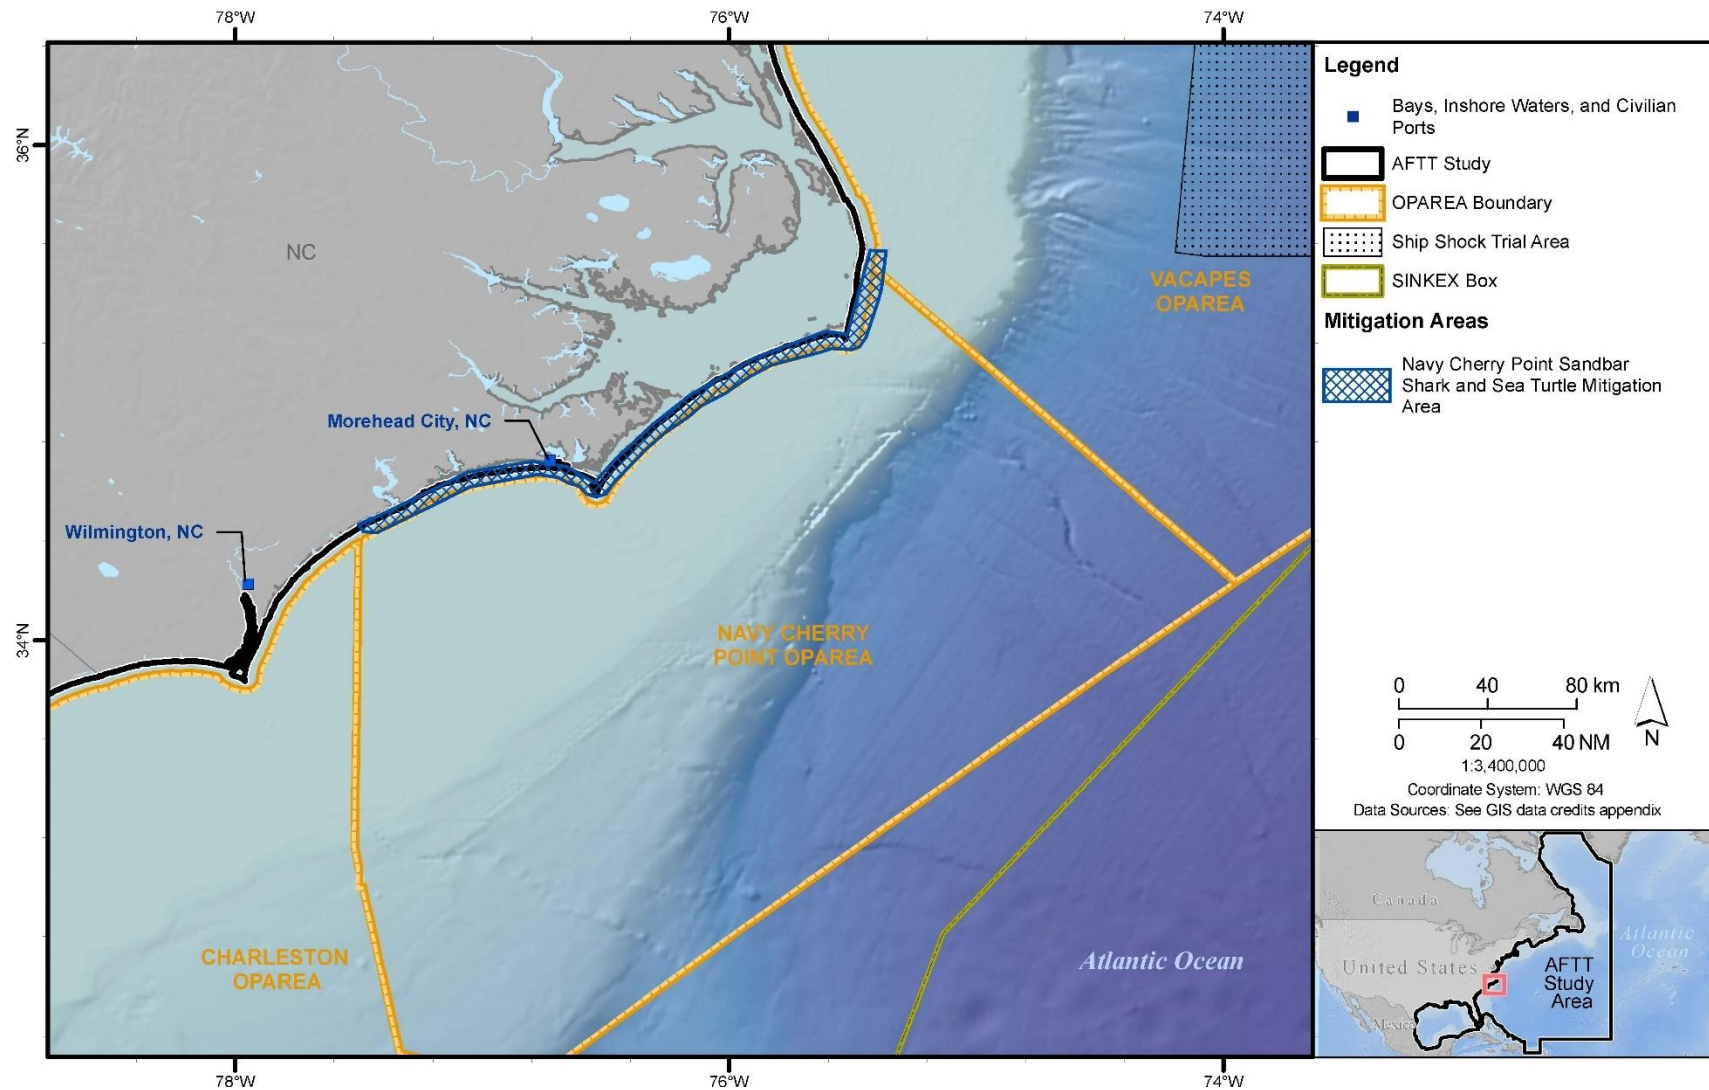 78°W
76°W
74°W
36°N
34°N
NC
VACAPES
OPAREA
Morehead City, NC
Wilmington, NC
NAVY CHERRY
POINT OPAREA
CHARLESTON
OPAREA
Atlantic Ocean
78°W
76°W
74°W
Legend
Bays, Inshore Waters, and Civilian
Ports
AFTT Study
OPAREA Boundary
Ship Shock Trial Area
SINKEX Box
Mitigation Areas
Navy Cherry Point Sandbar
Shark and Sea Turtle Mitigation
Area
0 40 80 km
0 20 40 NM
N
1:3,400,000
Coordinate System: WGS 84
Data Sources: See GIS data credits appendix
Canada
United States
Mexico
Atlantic
Ocean
AFTT
Study
Area